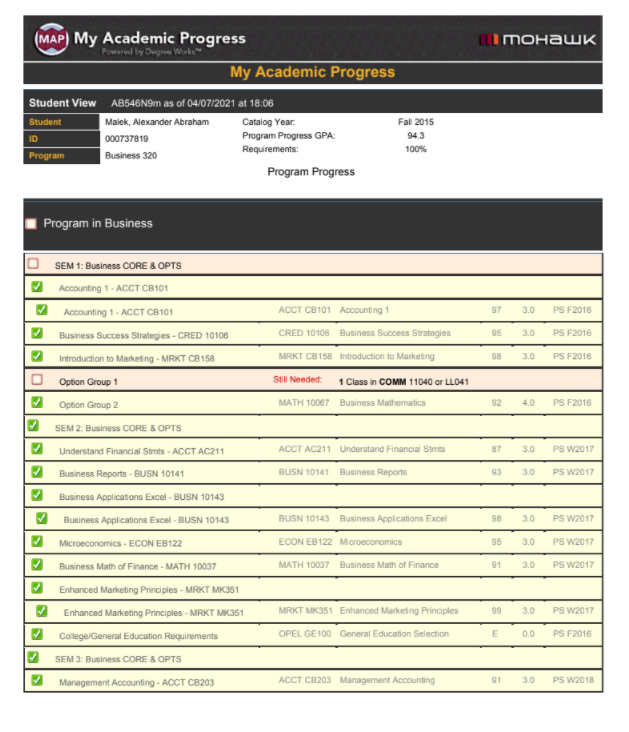 MAP My Academic Progress
Powered by Degree Works™
mohawk
My Academic Progress
Student View AB546N9m as of 04/07/2021 at 18:06
Student Malek, Alexander Abraham Catalog Year: Fall 2015
ID 000737819 Program Progress GPA: 94.3
Program Business 320 Requirements: 100%
Program Progress
Program in Business
SEM 1: Business CORE & OPTS
Accounting 1 - ACCT CB101
Accounting 1 - ACCT CB101 ACCT CB101 Accounting 1 97 3.0 PS F2016
Business Success Strategies - CRED 10106 CRED 10106 Business Success Strategies 95 3.0 PS F2016
Introduction to Marketing - MRKT CB158 MRKT CB158 Introduction to Marketing 98 3.0 PS F2016
Option Group 1 Still Needed: 1 Class in COMM 11040 or LL041
Option Group 2 MATH 10067 Business Mathematics 92 4.0 PS F2016
SEM 2: Business CORE & OPTS
Understand Financial Stmts - ACCT AC211 ACCT AC211 Understand Financial Stmts 87 3.0 PS W2017
Business Reports - BUSN 10141 BUSN 10141 Business Reports 93 3.0 PS W2017
Business Applications Excel - BUSN 10143
Business Applications Excel - BUSN 10143 BUSN 10143 Business Applications Excel 98 3.0 PS W2017
Microeconomics - ECON EB122 ECON EB122 Microeconomics 95 3.0 PS W2017
Business Math of Finance - MATH 10037 MATH 10037 Business Math of Finance 91 3.0 PS W2017
Enhanced Marketing Principles - MRKT MK351
Enhanced Marketing Principles - MRKT MK351 MRKT MK351 Enhanced Marketing Principles 99 3.0 PS W2017
College/General Education Requirements OPEL GE100 General Education Selection E 0.0 PS F2016
SEM 3: Business CORE & OPTS
Management Accounting - ACCT CB203 ACCT CB203 Management Accounting 91 3.0 PS W2018